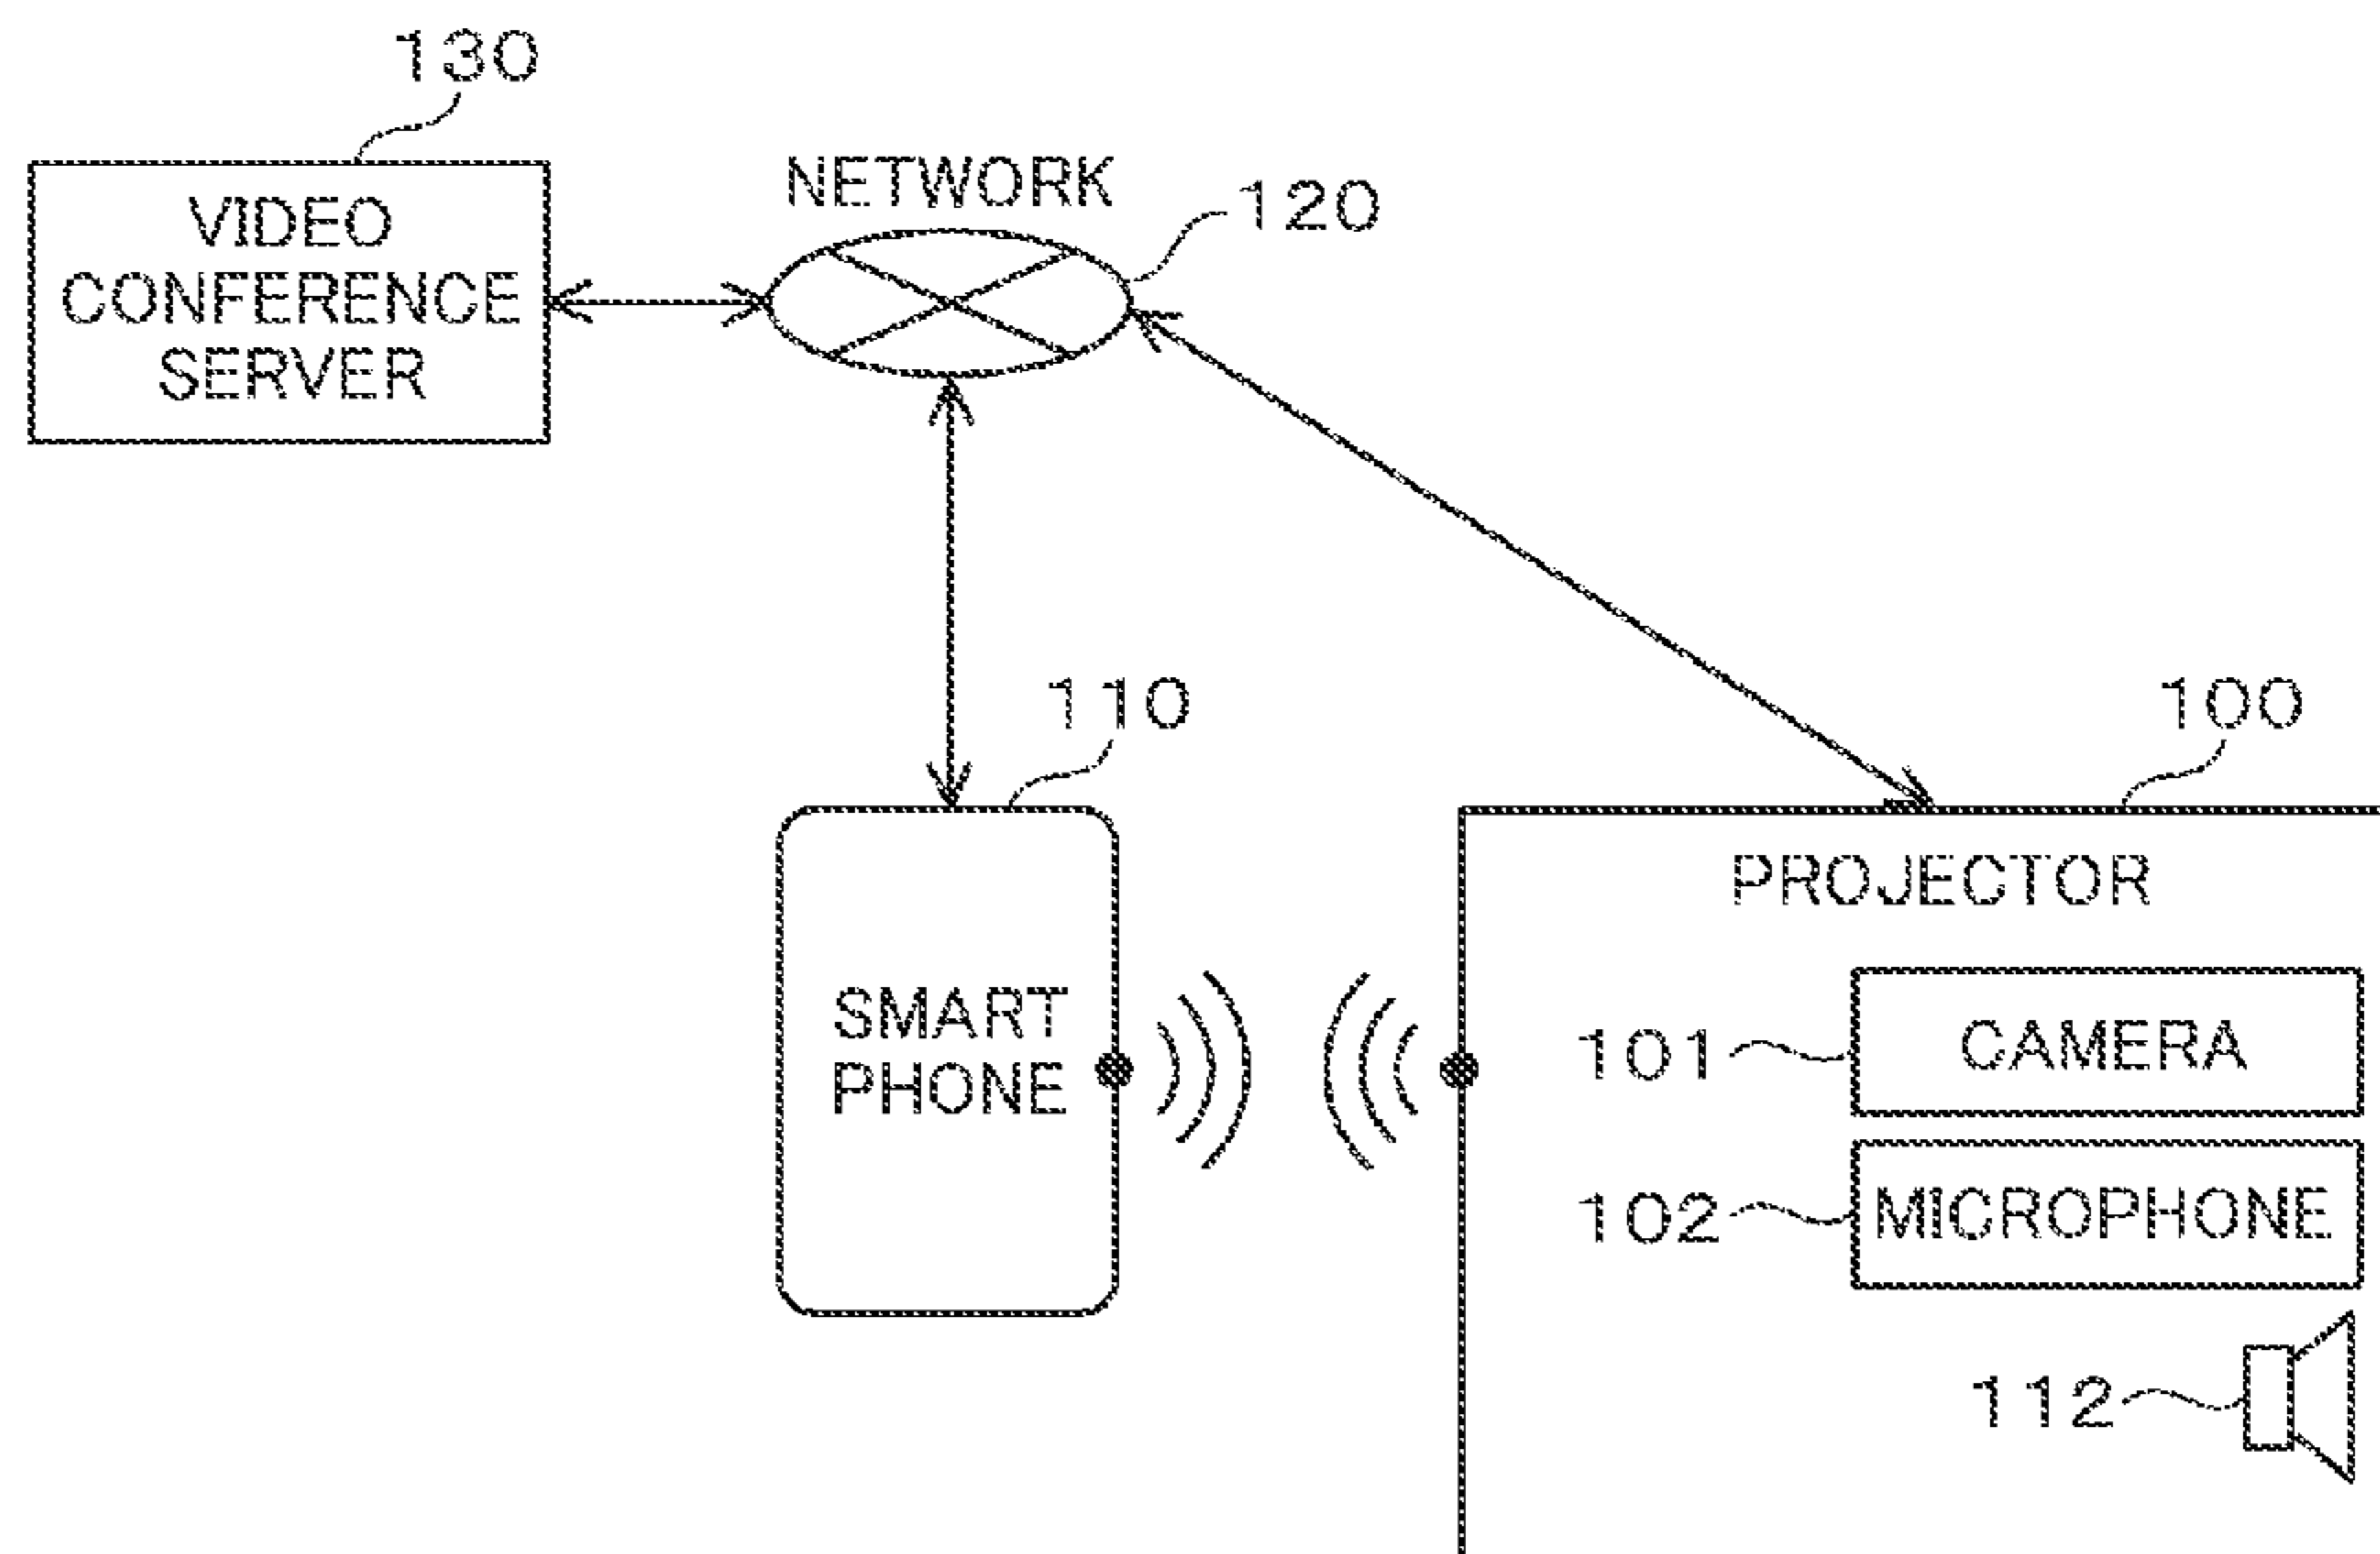 130
VIDEO
CONFERENCE
SERVER
NETWORK
120
110
100
SMART
PHONE
PROJECTOR
101
CAMERA
102
MICROPHONE
112